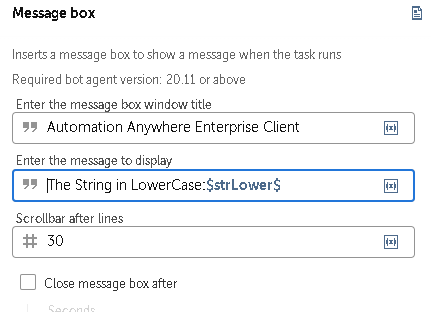 Message box
Inserts a message box to show a message when the task runs
Required bot agent version: 20.11 or above
Enter the message box window title
Automation Anywhere Enterprise Client
(x)
Enter the message to display
The String in LowerCase:$strLower$
(x)
Scrollbar after lines
# 30
(x)
Close message box after
Seconds